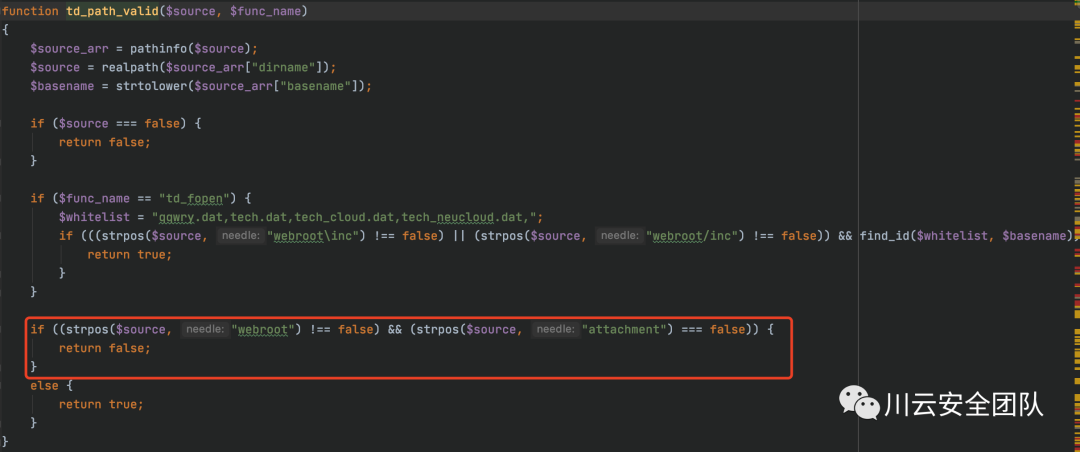 function td_path_valid($source, $func_name)
{
    $source_arr = pathinfo($source);
    $source = realpath($source_arr["dirname"]);
    $basename = strtolower($source_arr["basename"]);
    if ($source === false) {
        return false;
    }
    if ($func_name == "td_fopen") {
        $whitelist = "qqwry.dat,tech.dat,tech_cloud.dat,tech_neucloud.dat,";
        if (((strpos($source, needle: "webroot\inc") !== false) || (strpos($source, needle: "webroot/inc") !== false)) && find_id($whitelist, $basename)
            return true;
        }
    }
    if ((strpos($source, needle: "webroot") !== false) && (strpos($source, needle: "attachment") === false)) {
        return false;
    }
    else {
        return true;
    }
}
川云安全团队